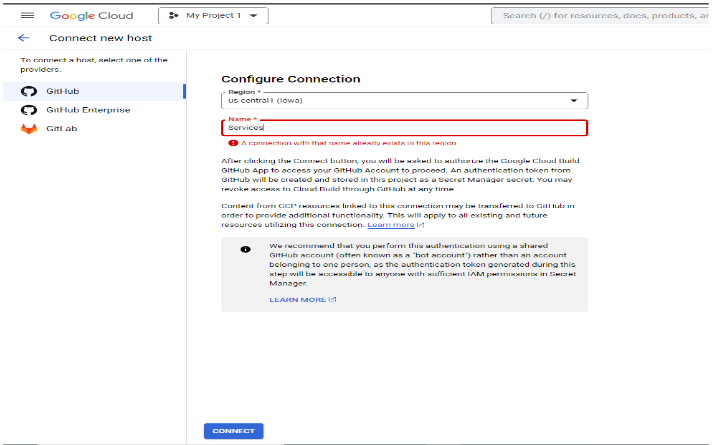 Google Cloud
My Project 1
Search (/) for resources, docs, products, an
Connect new host
To connect a host, select one of the
providers.
GitHub
GitHub Enterprise
GitLab
Configure Connection
Region *
us-central1 (Iowa)
Name *
Services
A connection with that name already exists in this region
After clicking the Connect button, you will be asked to authorize the Google Cloud Build
GitHub App to access your GitHub Account to proceed. An authentication token from
GitHub will be created and stored in this project as a Secret Manager secret. You may
revoke access to Cloud Build through GitHub at any time.
Content from GCP resources linked to this connection may be transferred to GitHub in
order to provide additional functionality. This will apply to all existing and future
resources utilizing this connection. Learn more
We recommend that you perform this authentication using a shared
GitHub account (often known as a "bot account") rather than an account
belonging to one person, as the authentication token generated during this
step will be accessible to anyone with sufficient IAM permissions in Secret
Manager.
LEARN MORE
CONNECT